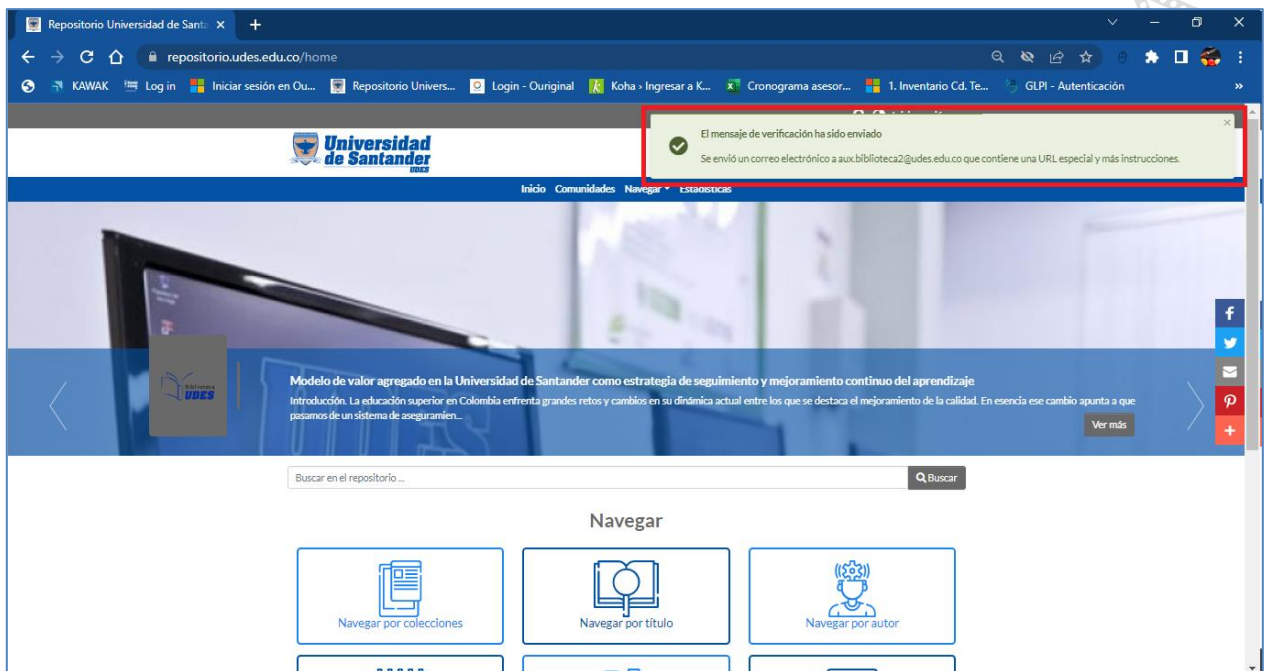 Repositorio Universidad de Santa
repositorio.udes.edu.co/home
KAWAK Log in Iniciar sesión en Ou... Repositorio Univers... Login - Ouriginal Koha › Ingresar a K... Cronograma asesor... 1. Inventario Cd. Te... GLPI - Autenticación »
El mensaje de verificación ha sido enviado
Se envió un correo electrónico a aux.biblioteca2@udes.edu.co que contiene una URL especial y más instrucciones.
Universidad
de Santander
UDES
Inicio Comunidades Navegar Estadísticas
Biblioteca
UDES
Modelo de valor agregado en la Universidad de Santander como estrategia de seguimiento y mejoramiento continuo del aprendizaje
Introducción. La educación superior en Colombia enfrenta grandes retos y cambios en su dinámica actual entre los que se destaca el mejoramiento de la calidad. En esencia ese cambio apunta a que
pasamos de un sistema de aseguramien...
Ver más
Buscar en el repositorio ...
Buscar
Navegar
Navegar por colecciones
Navegar por título
Navegar por autor